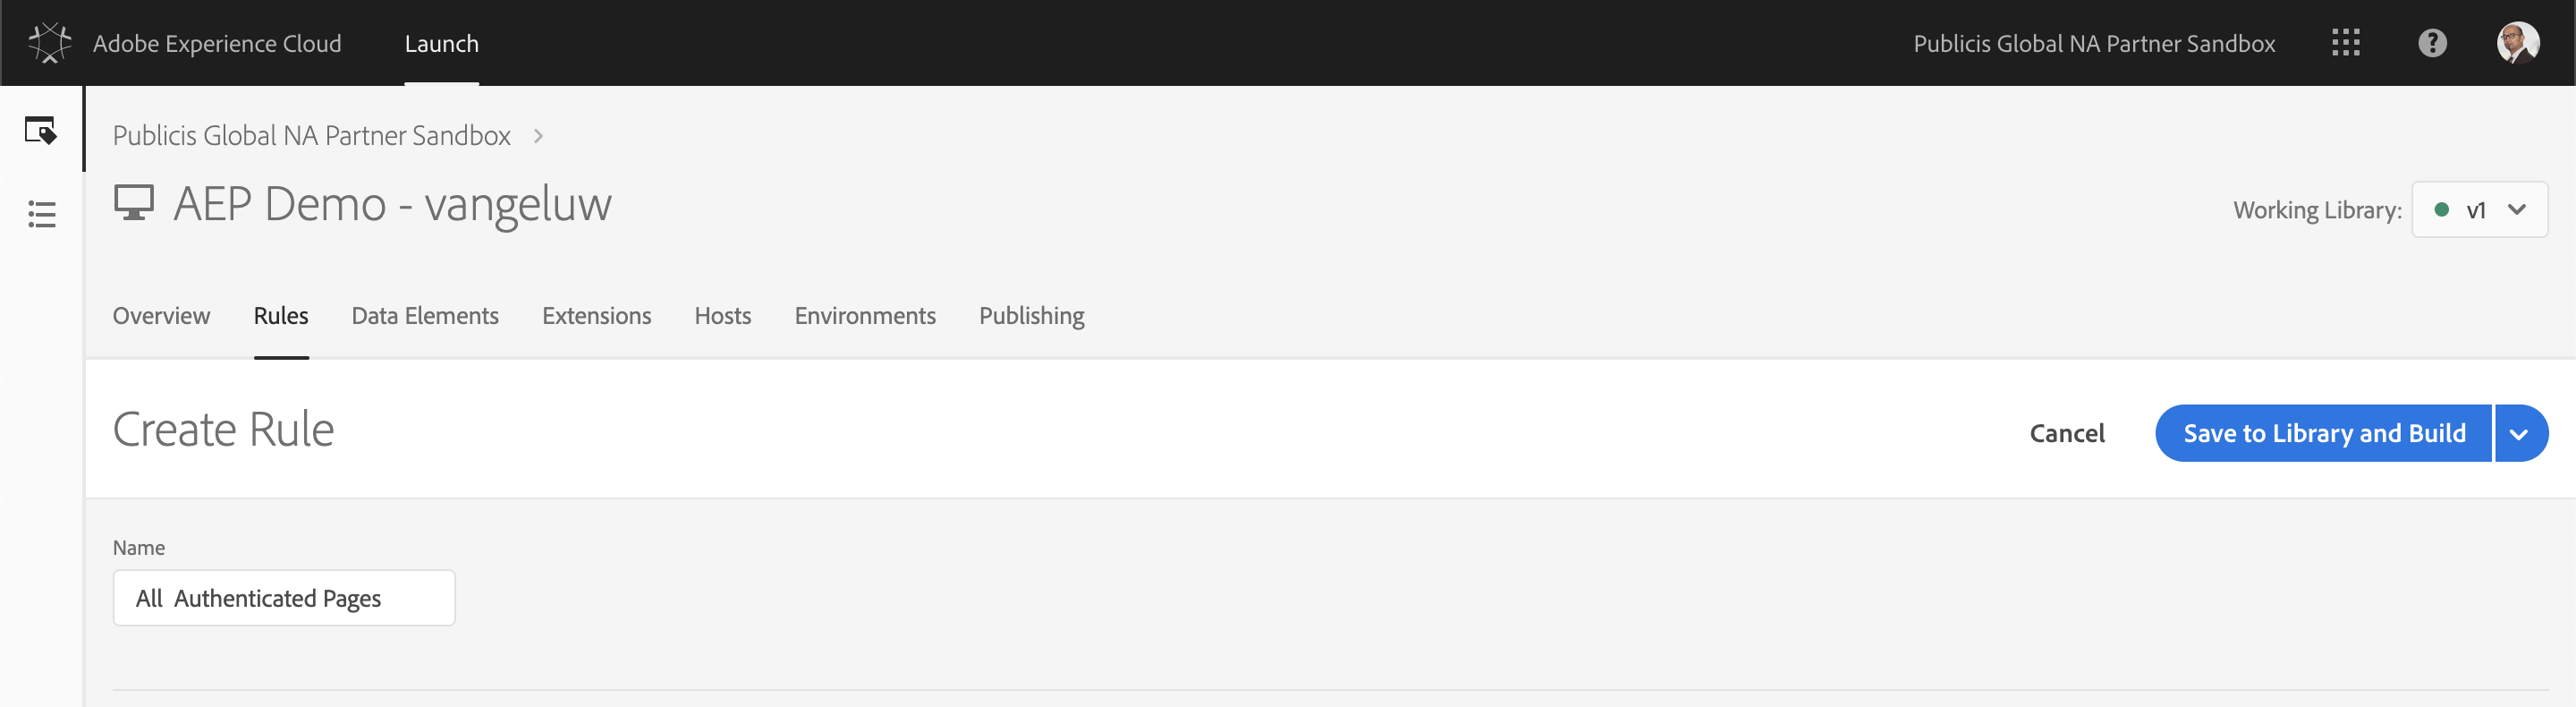 Adobe Experience Cloud Launch Publicis Global NA Partner Sandbox ?
Publicis Global NA Partner Sandbox >
AEP Demo - vangeluw
Working Library: v1
Overview Rules Data Elements Extensions Hosts Environments Publishing
Create Rule
Cancel Save to Library and Build
Name
All  Authenticated Pages